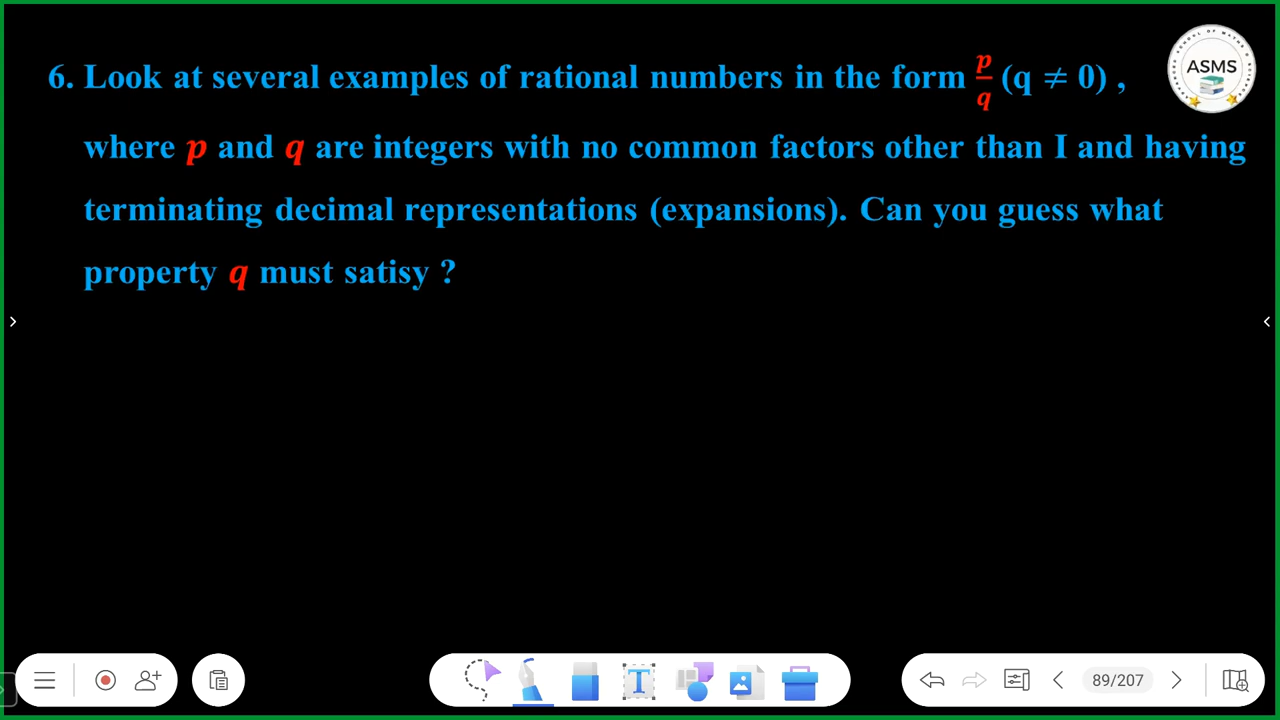 6. Look at several examples of rational numbers in the form p/q (q ≠ 0) ,
where p and q are integers with no common factors other than I and having
terminating decimal representations (expansions). Can you guess what
property q must satisy ?
ASMS
T
89/207